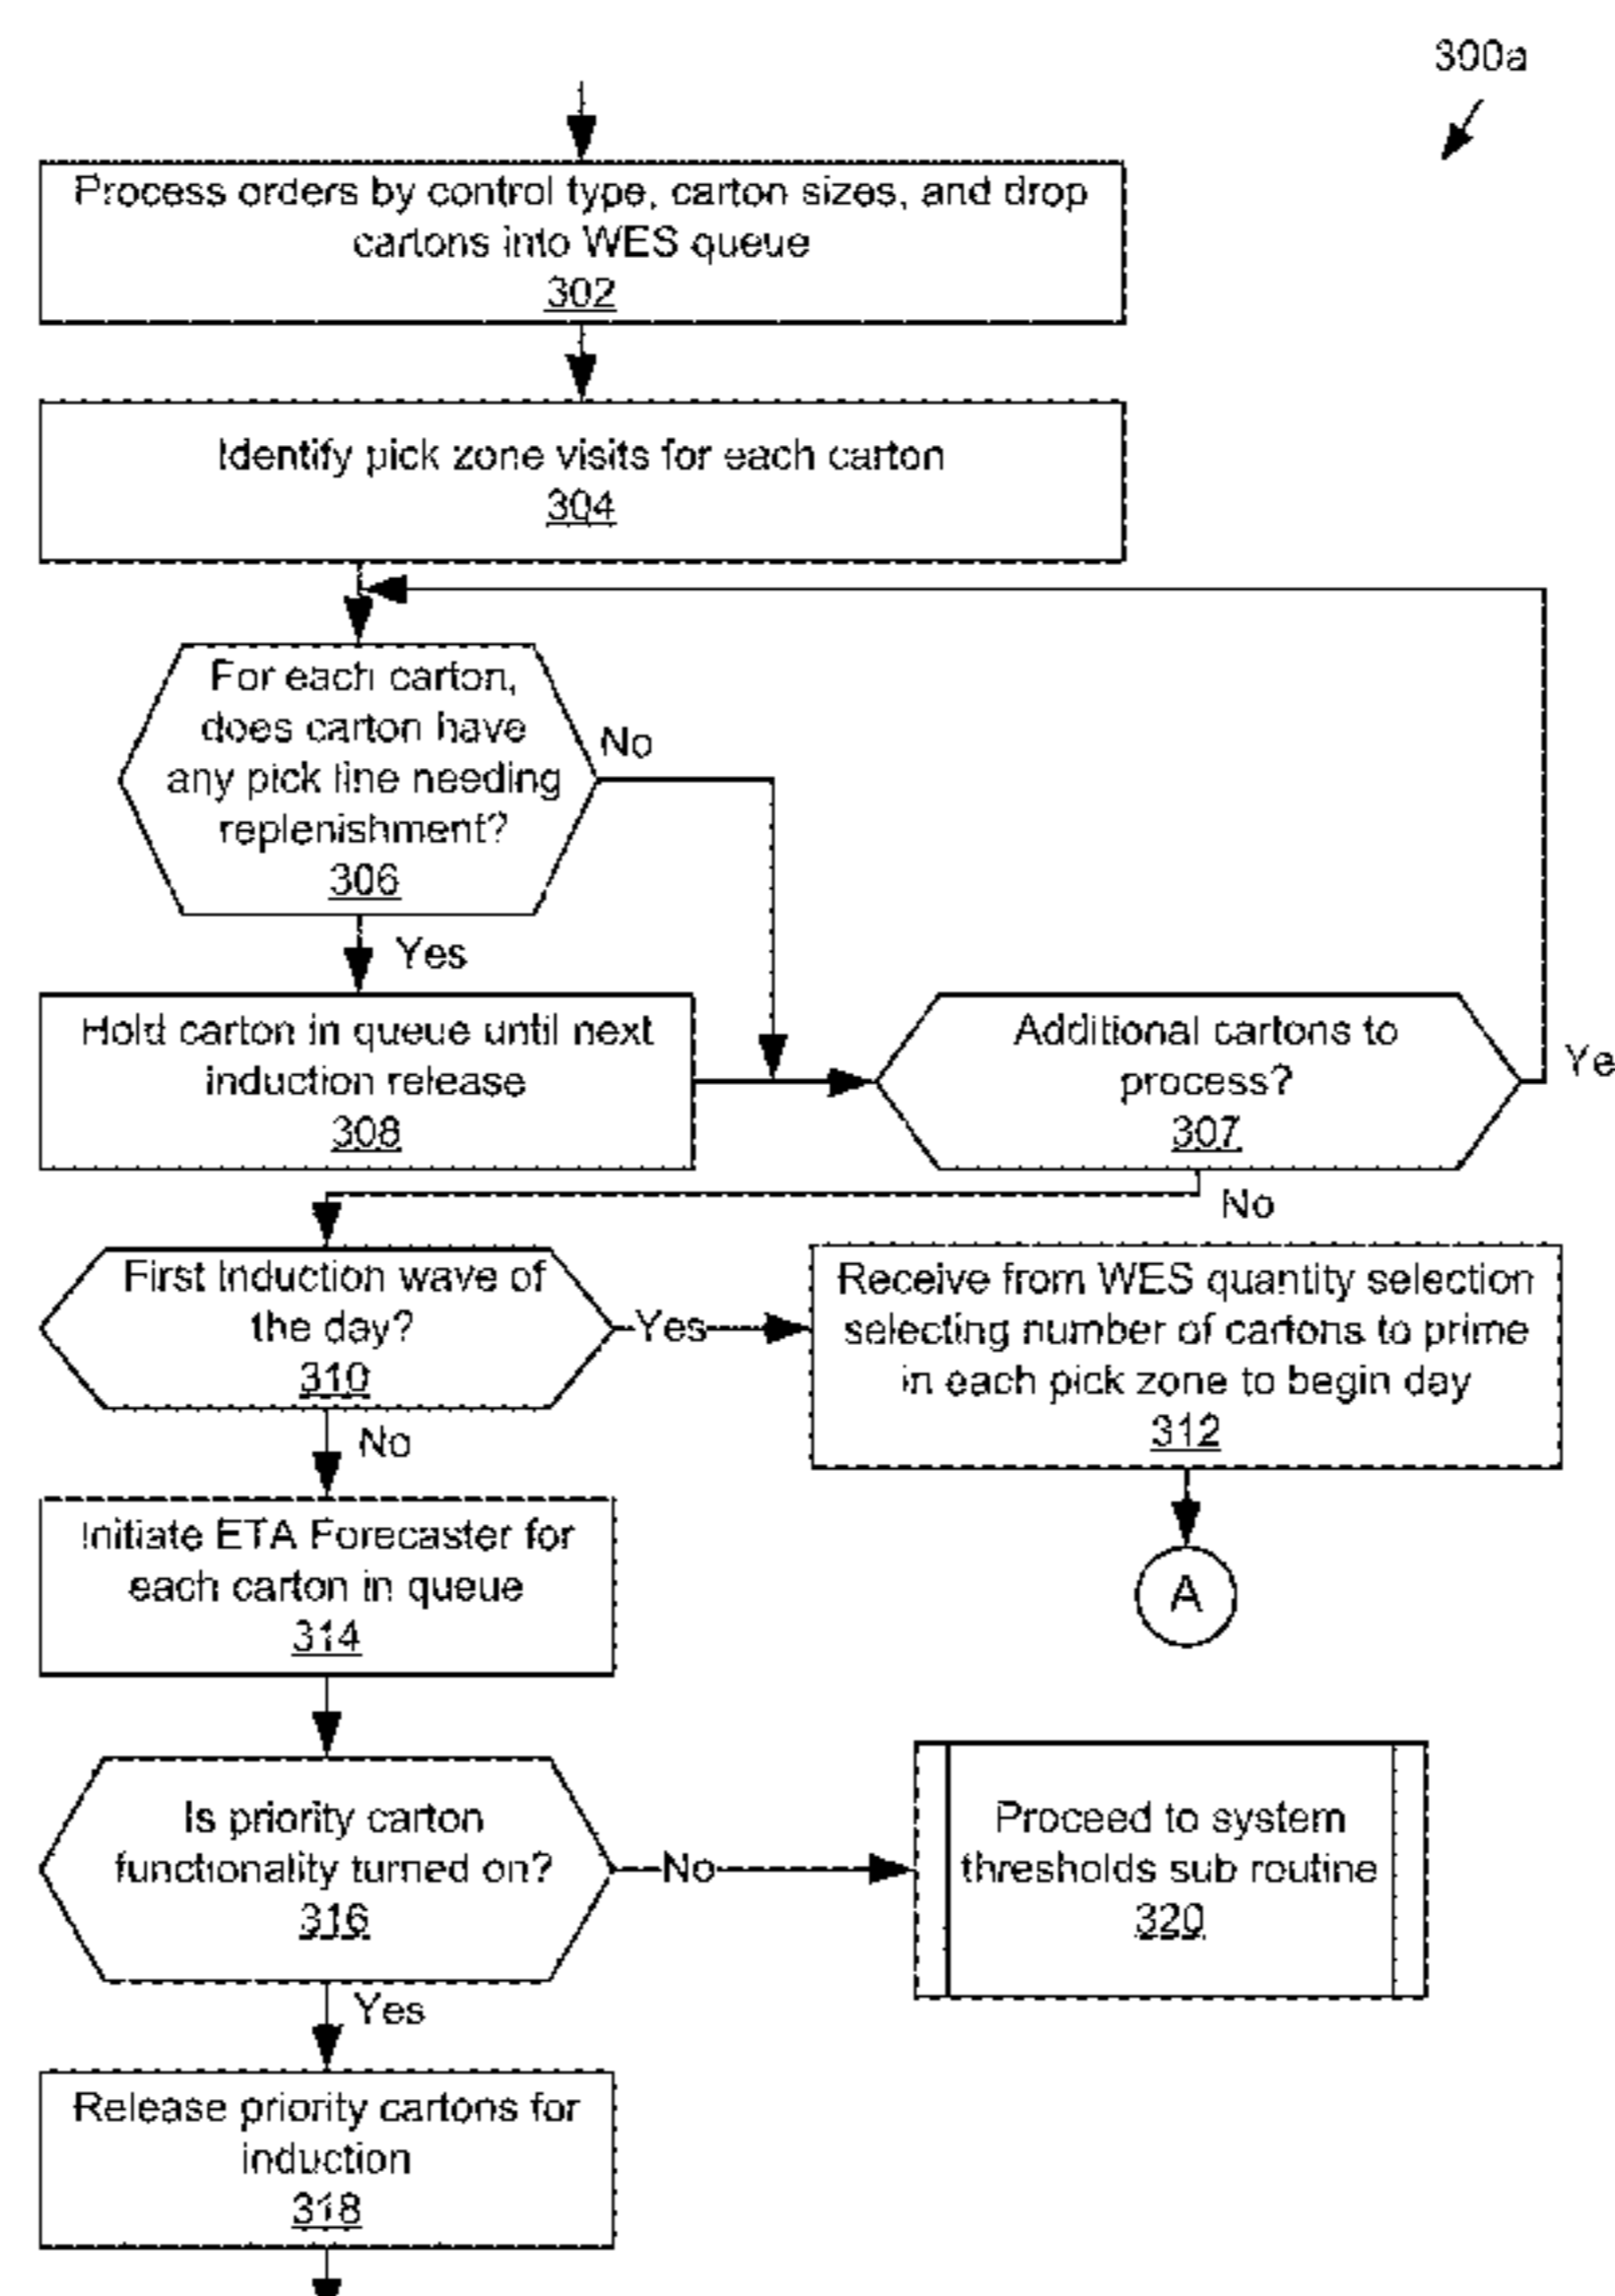 300a
Process orders by control type, carton sizes, and drop
cartons into WES queue
302
Identify pick zone visits for each carton
304
For each carton,
does carton have
any pick line needing
replenishment?
306
No
Yes
Hold carton in queue until next
induction release
308
Additional cartons to
process?
307
Ye
No
First Induction wave of
the day?
310
Yes
Receive from WES quantity selection
selecting number of cartons to prime
in each pick zone to begin day
312
No
A
Initiate ETA Forecaster for
each carton in queue
314
Is priority carton
functionality turned on?
316
No
Proceed to system
thresholds sub routine
320
Yes
Release priority cartons for
induction
318